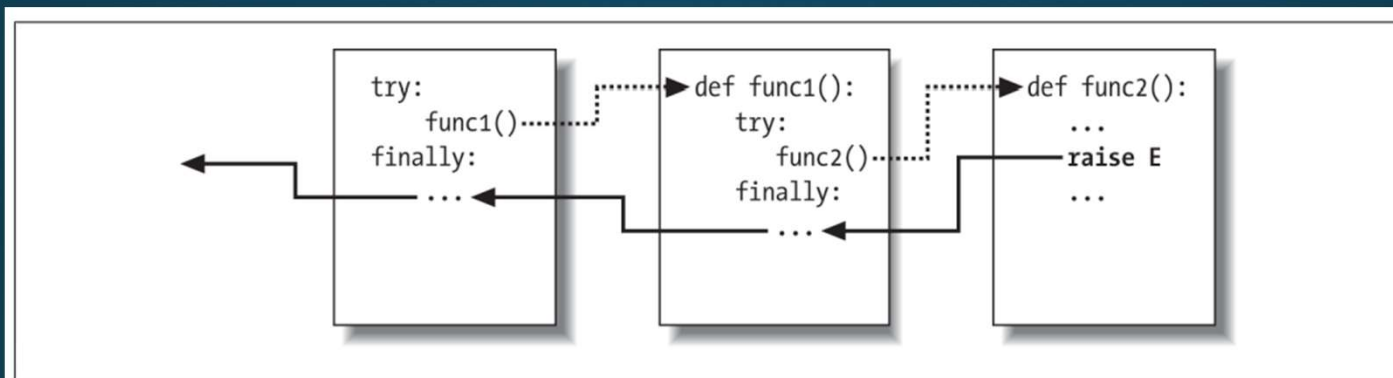 try:
func1()
finally:
...
def func1():
try:
func2()
finally:
...
def func2():
...
raise E
...